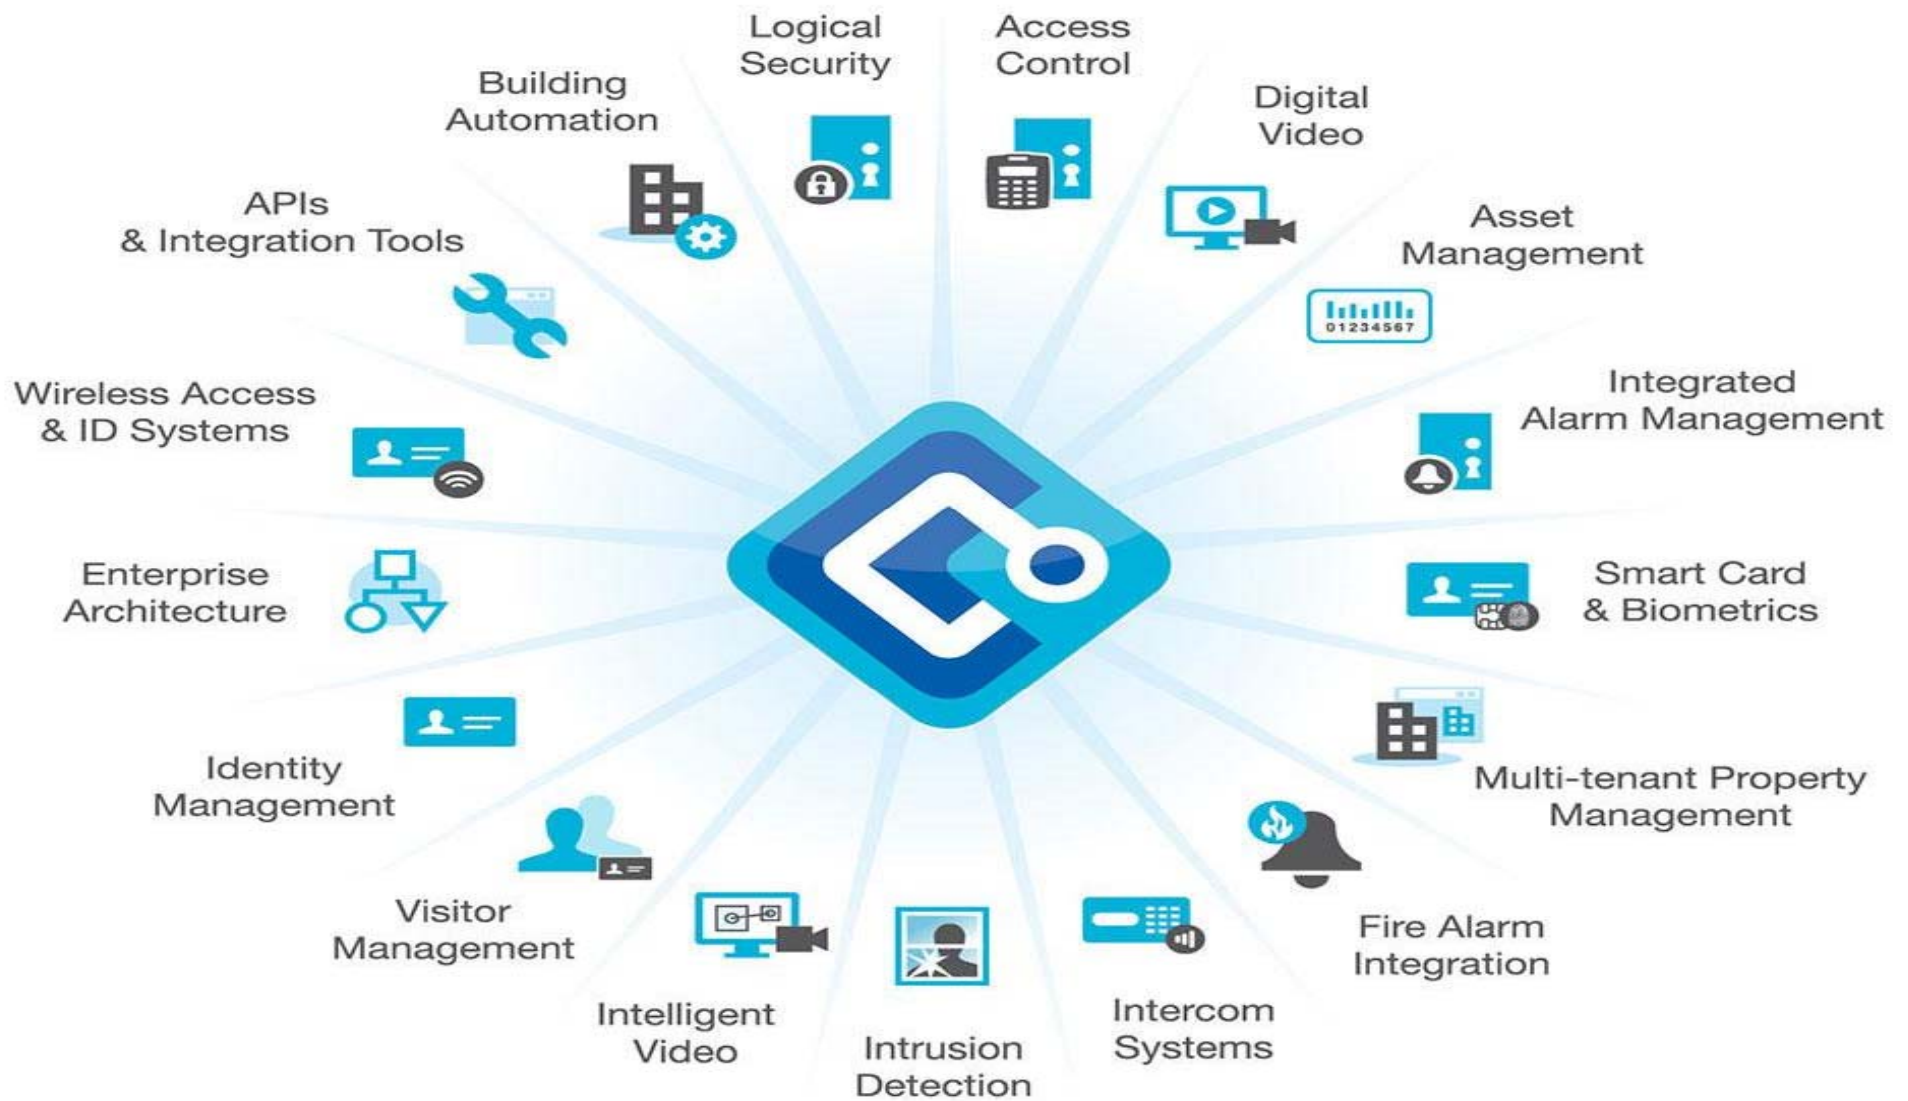 Logical
Security
Access
Control
Digital
Video
Asset
Management
01234567
Integrated
Alarm Management
Smart Card
& Biometrics
Multi-tenant Property
Management
Fire Alarm
Integration
Intercom
Systems
Intrusion
Detection
Intelligent
Video
Visitor
Management
Identity
Management
Enterprise
Architecture
Wireless Access
& ID Systems
APIs
& Integration Tools
Building
Automation